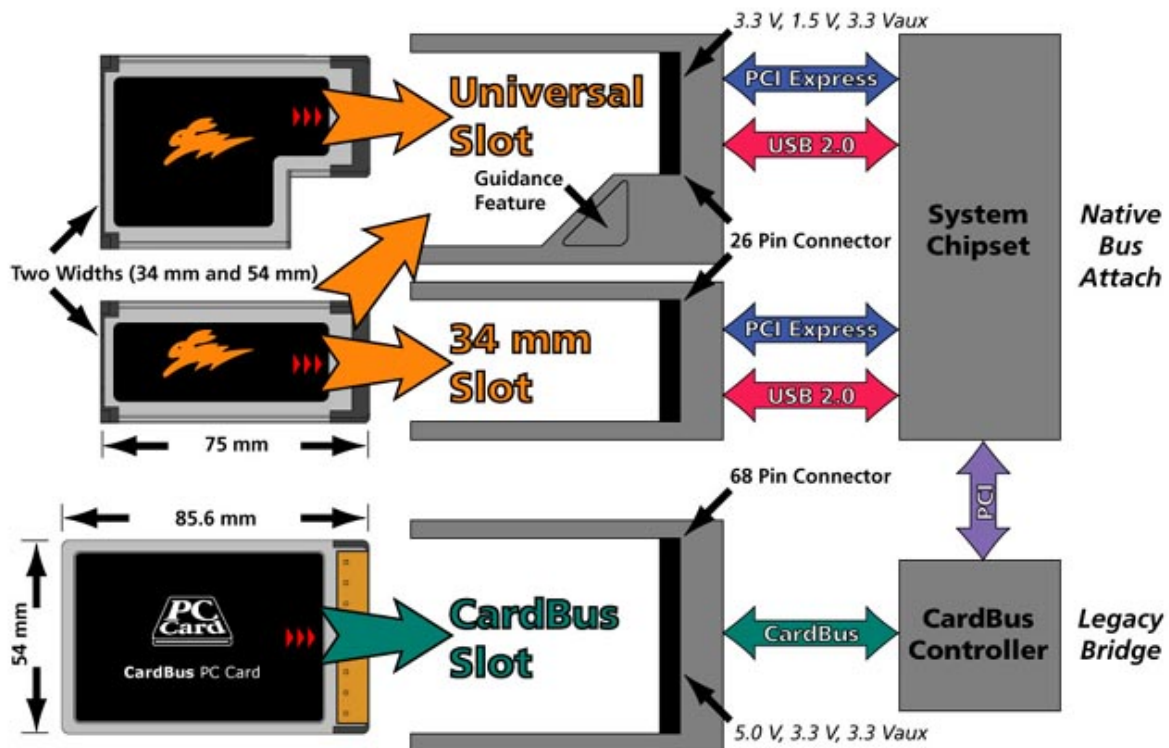 3.3 V, 1.5 V, 3.3 Vaux
Universal
Slot
PCI Express
USB 2.0
Guidance
Feature
System
Chipset
Native
Bus
Attach
26 Pin Connector
Two Widths (34 mm and 54 mm)
34 mm
Slot
PCI Express
USB 2.0
75 mm
68 Pin Connector
PCI
85.6 mm
54 mm
PC
Card
CardBus PC Card
CardBus
Slot
CardBus
CardBus
Controller
Legacy
Bridge
5.0 V, 3.3 V, 3.3 Vaux